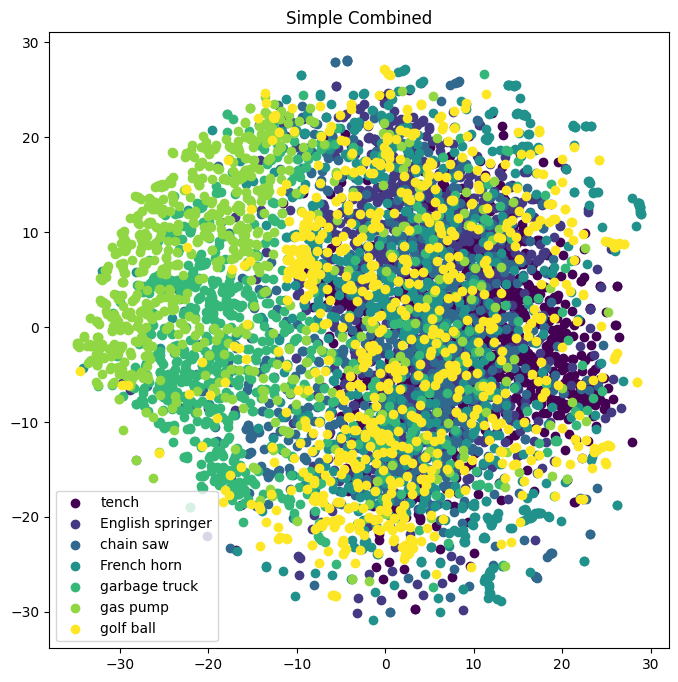 Simple Combined
30
20
10
0
−10
−20
−30
tench
English springer
chain saw
French horn
garbage truck
gas pump
golf ball
−30 −20 −10 0 10 20 30